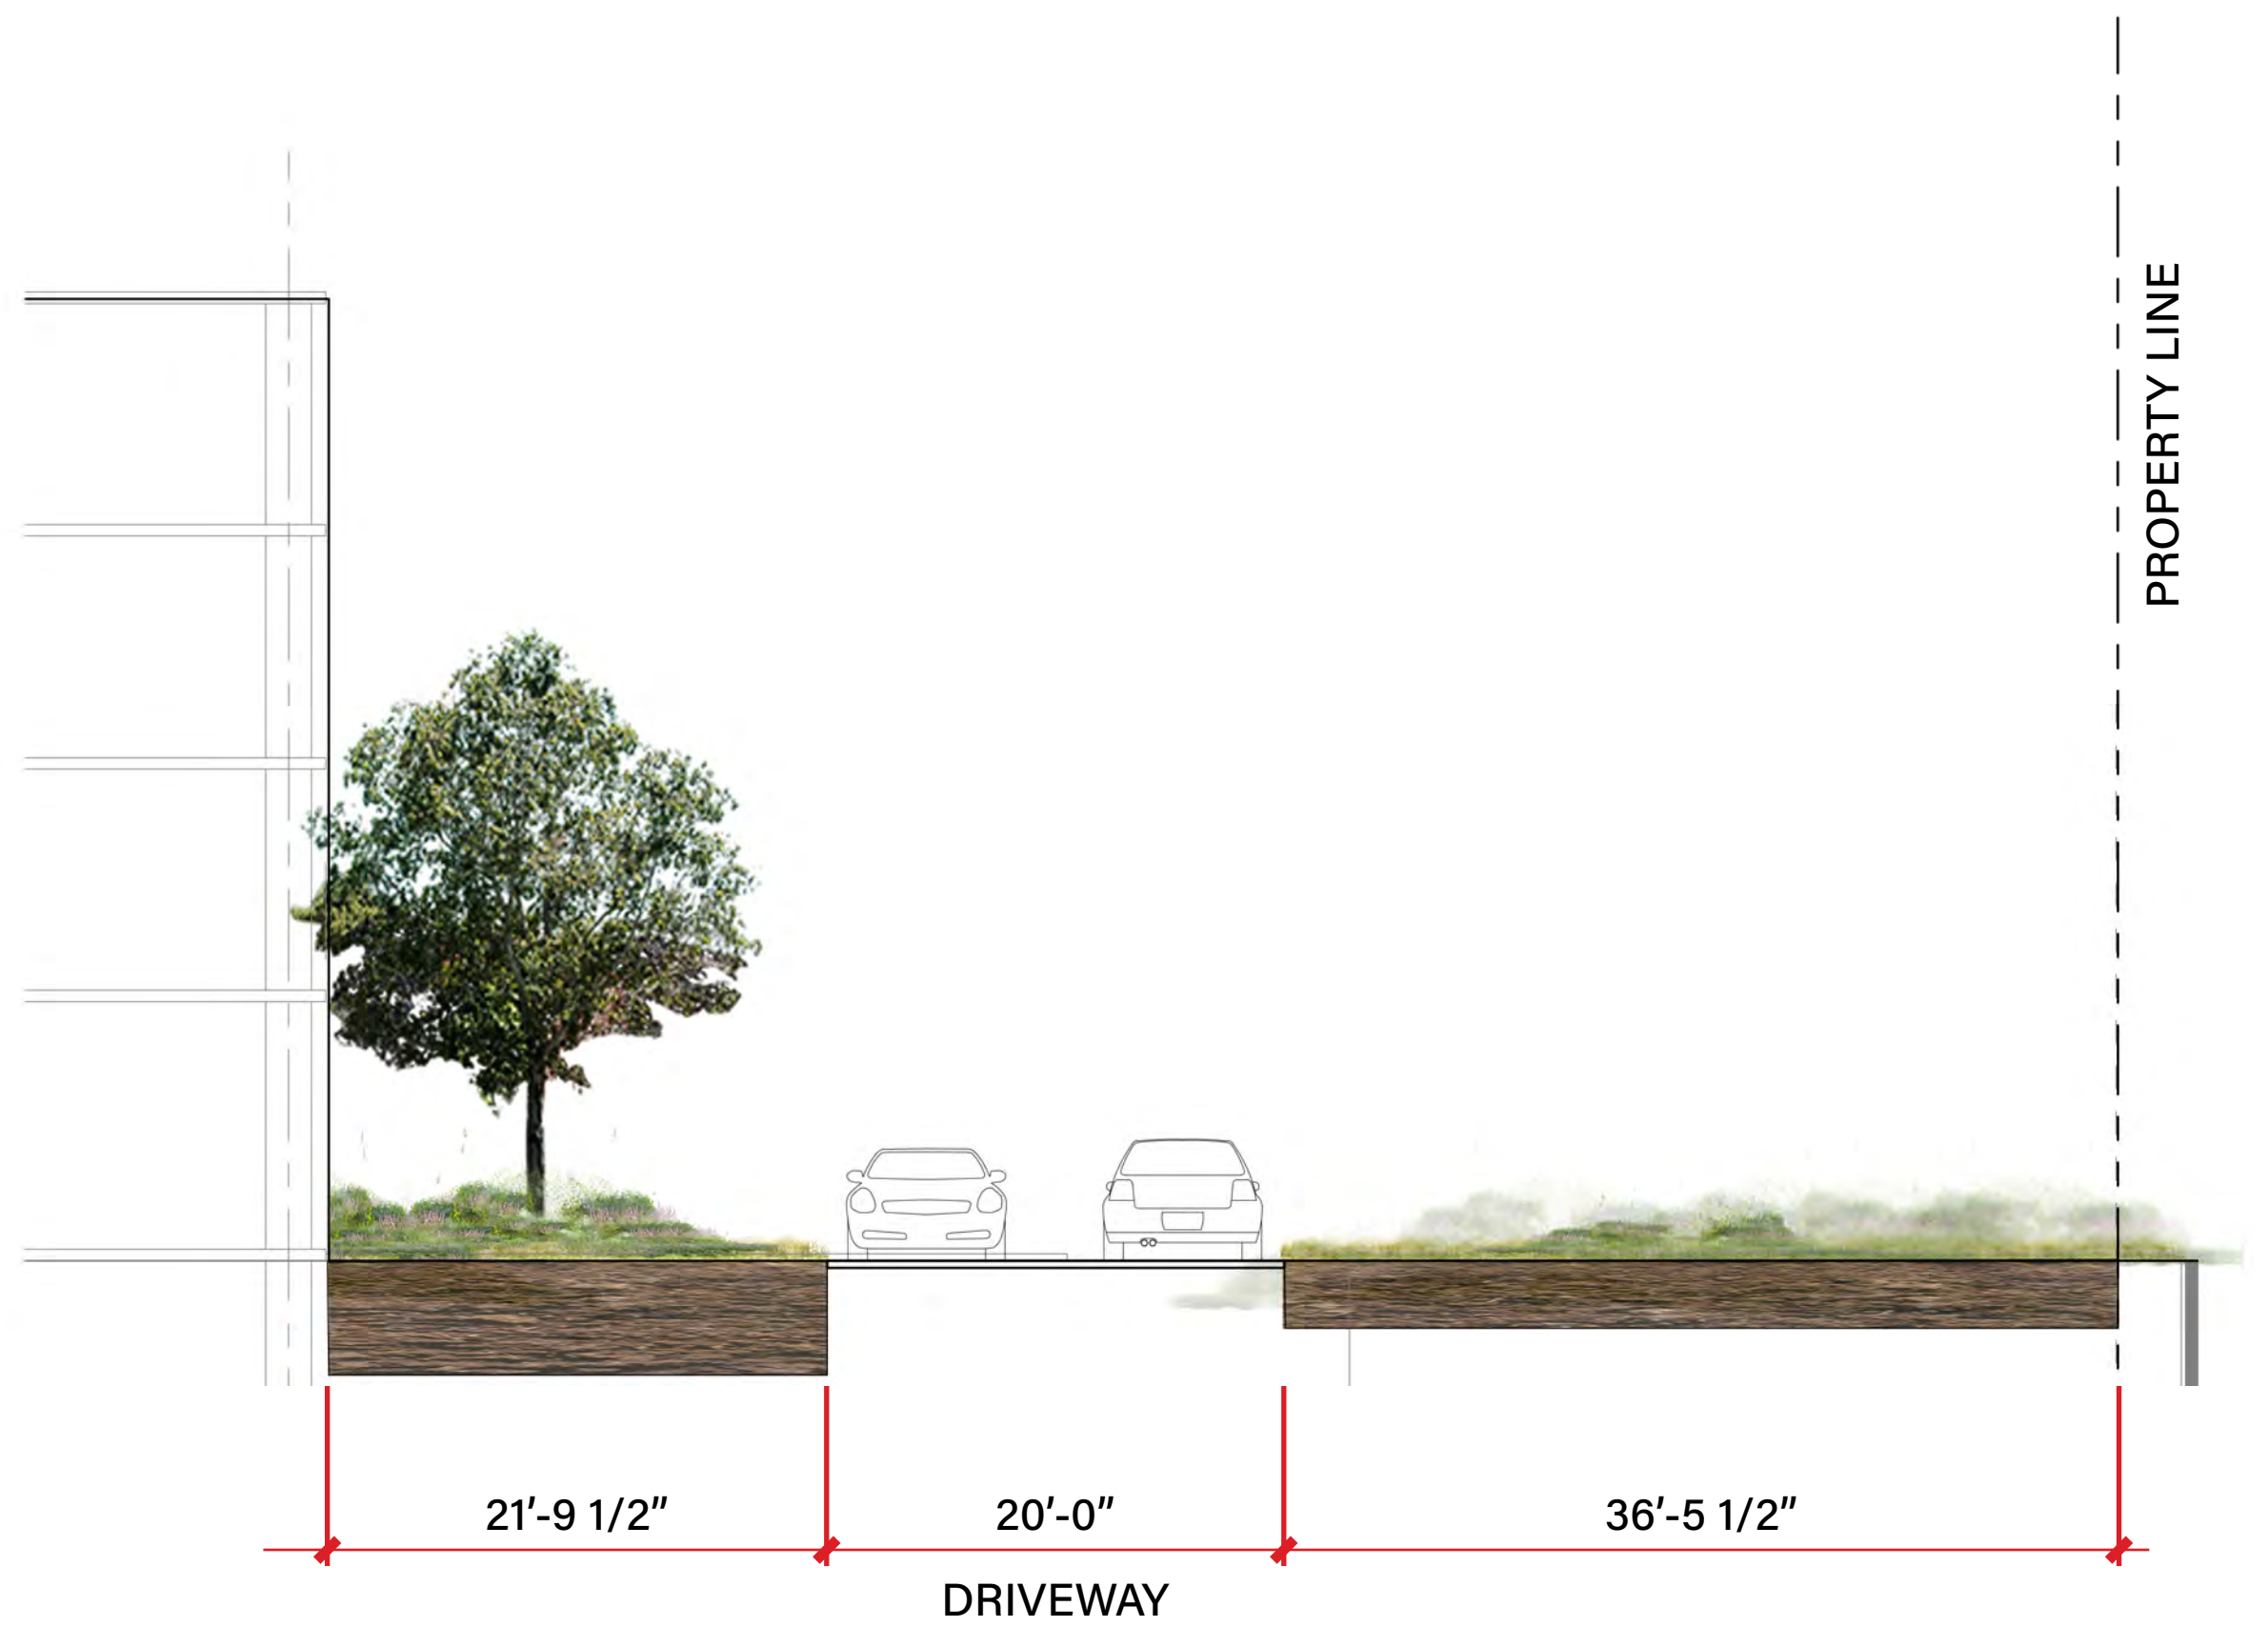 PROPERTY LINE
21′-9 1/2″
20′-0″
36′-5 1/2″
DRIVEWAY